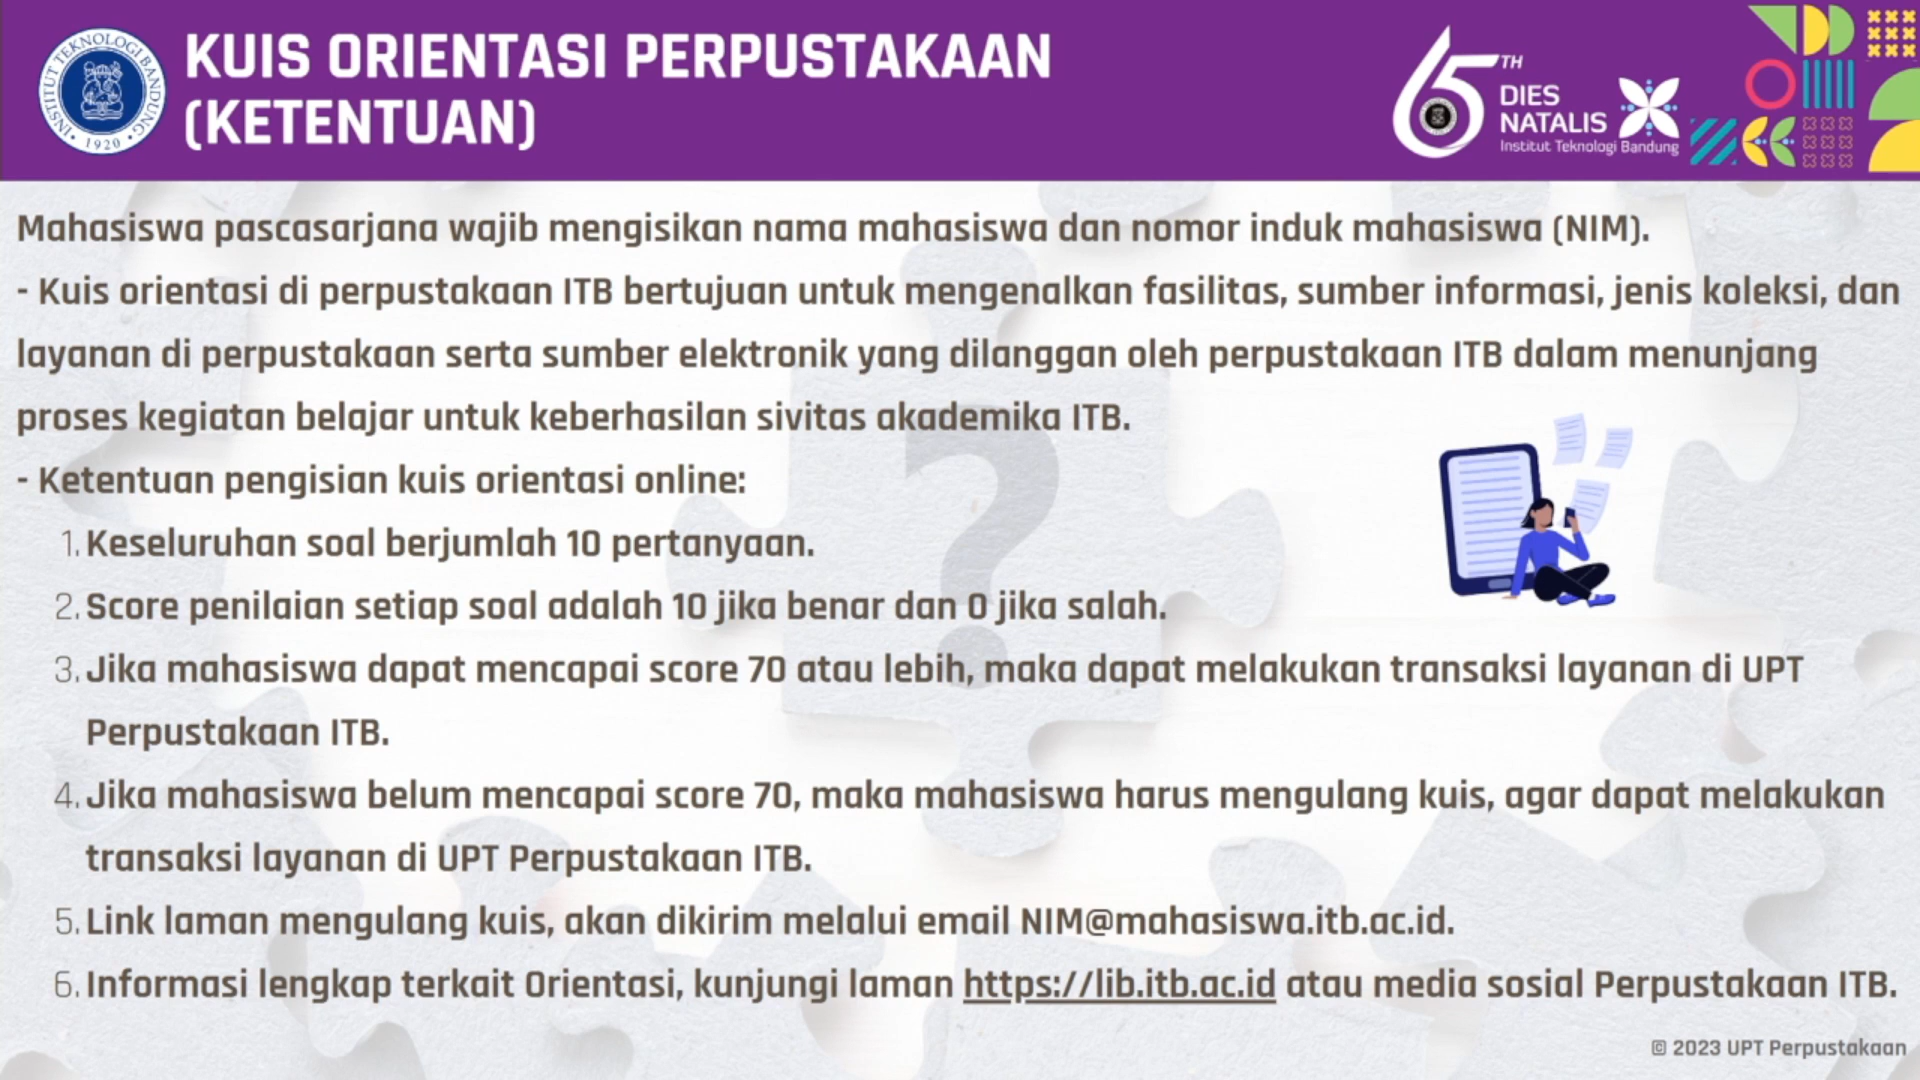 KUIS ORIENTASI PERPUSTAKAAN
(KETENTUAN)
INSTITUT TEKNOLOGI BANDUNG
1920
65TH
DIES
NATALIS
Institut Teknologi Bandung
Mahasiswa pascasarjana wajib mengisikan nama mahasiswa dan nomor induk mahasiswa (NIM).
- Kuis orientasi di perpustakaan ITB bertujuan untuk mengenalkan fasilitas, sumber informasi, jenis koleksi, dan
layanan di perpustakaan serta sumber elektronik yang dilanggan oleh perpustakaan ITB dalam menunjang
proses kegiatan belajar untuk keberhasilan sivitas akademika ITB.
- Ketentuan pengisian kuis orientasi online:
1. Keseluruhan soal berjumlah 10 pertanyaan.
2. Score penilaian setiap soal adalah 10 jika benar dan 0 jika salah.
3. Jika mahasiswa dapat mencapai score 70 atau lebih, maka dapat melakukan transaksi layanan di UPT
Perpustakaan ITB.
4. Jika mahasiswa belum mencapai score 70, maka mahasiswa harus mengulang kuis, agar dapat melakukan
transaksi layanan di UPT Perpustakaan ITB.
5. Link laman mengulang kuis, akan dikirim melalui email NIM@mahasiswa.itb.ac.id.
6. Informasi lengkap terkait Orientasi, kunjungi laman https://lib.itb.ac.id atau media sosial Perpustakaan ITB.
© 2023 UPT Perpustakaan